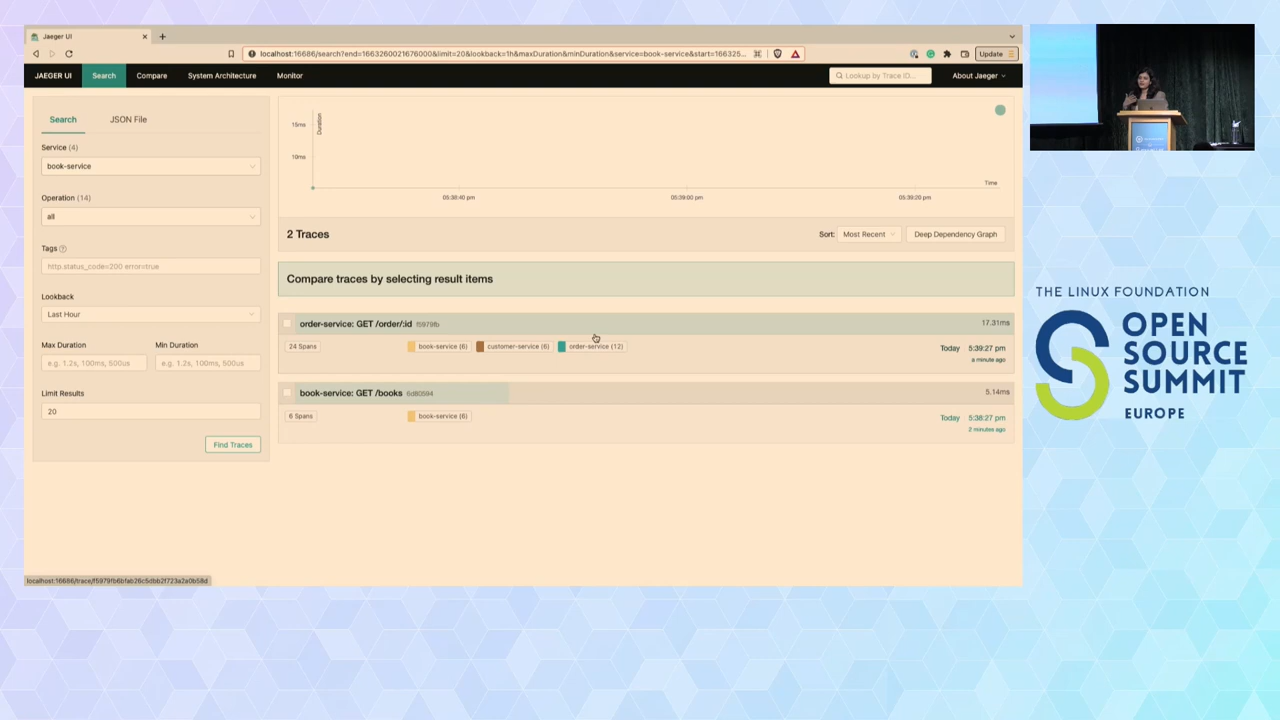 Jaeger UI
localhost:16686/search?end=1663260021676000&limit=20&lookback=1h&maxDuration&minDuration&service=book-service&start=166325...
Update
JAEGER UI
Search
Compare
System Architecture
Monitor
Lookup by Trace ID...
About Jaeger
Search
JSON File
Service (4)
book-service
Operation (14)
all
Tags
http.status_code=200 error=true
Lookback
Last Hour
Max Duration
Min Duration
e.g. 1.2s, 100ms, 500us
e.g. 1.2s, 100ms, 500us
Limit Results
20
Find Traces
Duration
15ms
10ms
Time
05:38:40 pm
05:39:00 pm
05:39:20 pm
2 Traces
Sort:
Most Recent
Deep Dependency Graph
Compare traces by selecting result items
order-service: GET /order/:id f5979fb
17.31ms
24 Spans
book-service (6)
customer-service (6)
order-service (12)
Today
5:39:27 pm
a minute ago
book-service: GET /books 6d80594
5.14ms
6 Spans
book-service (6)
Today
5:38:27 pm
2 minutes ago
localhost:16686/trace/f5979fb6bfab26c5dbb2f723a2a0b58d
THE LINUX FOUNDATION
OPEN
SOURCE
SUMMIT
EUROPE